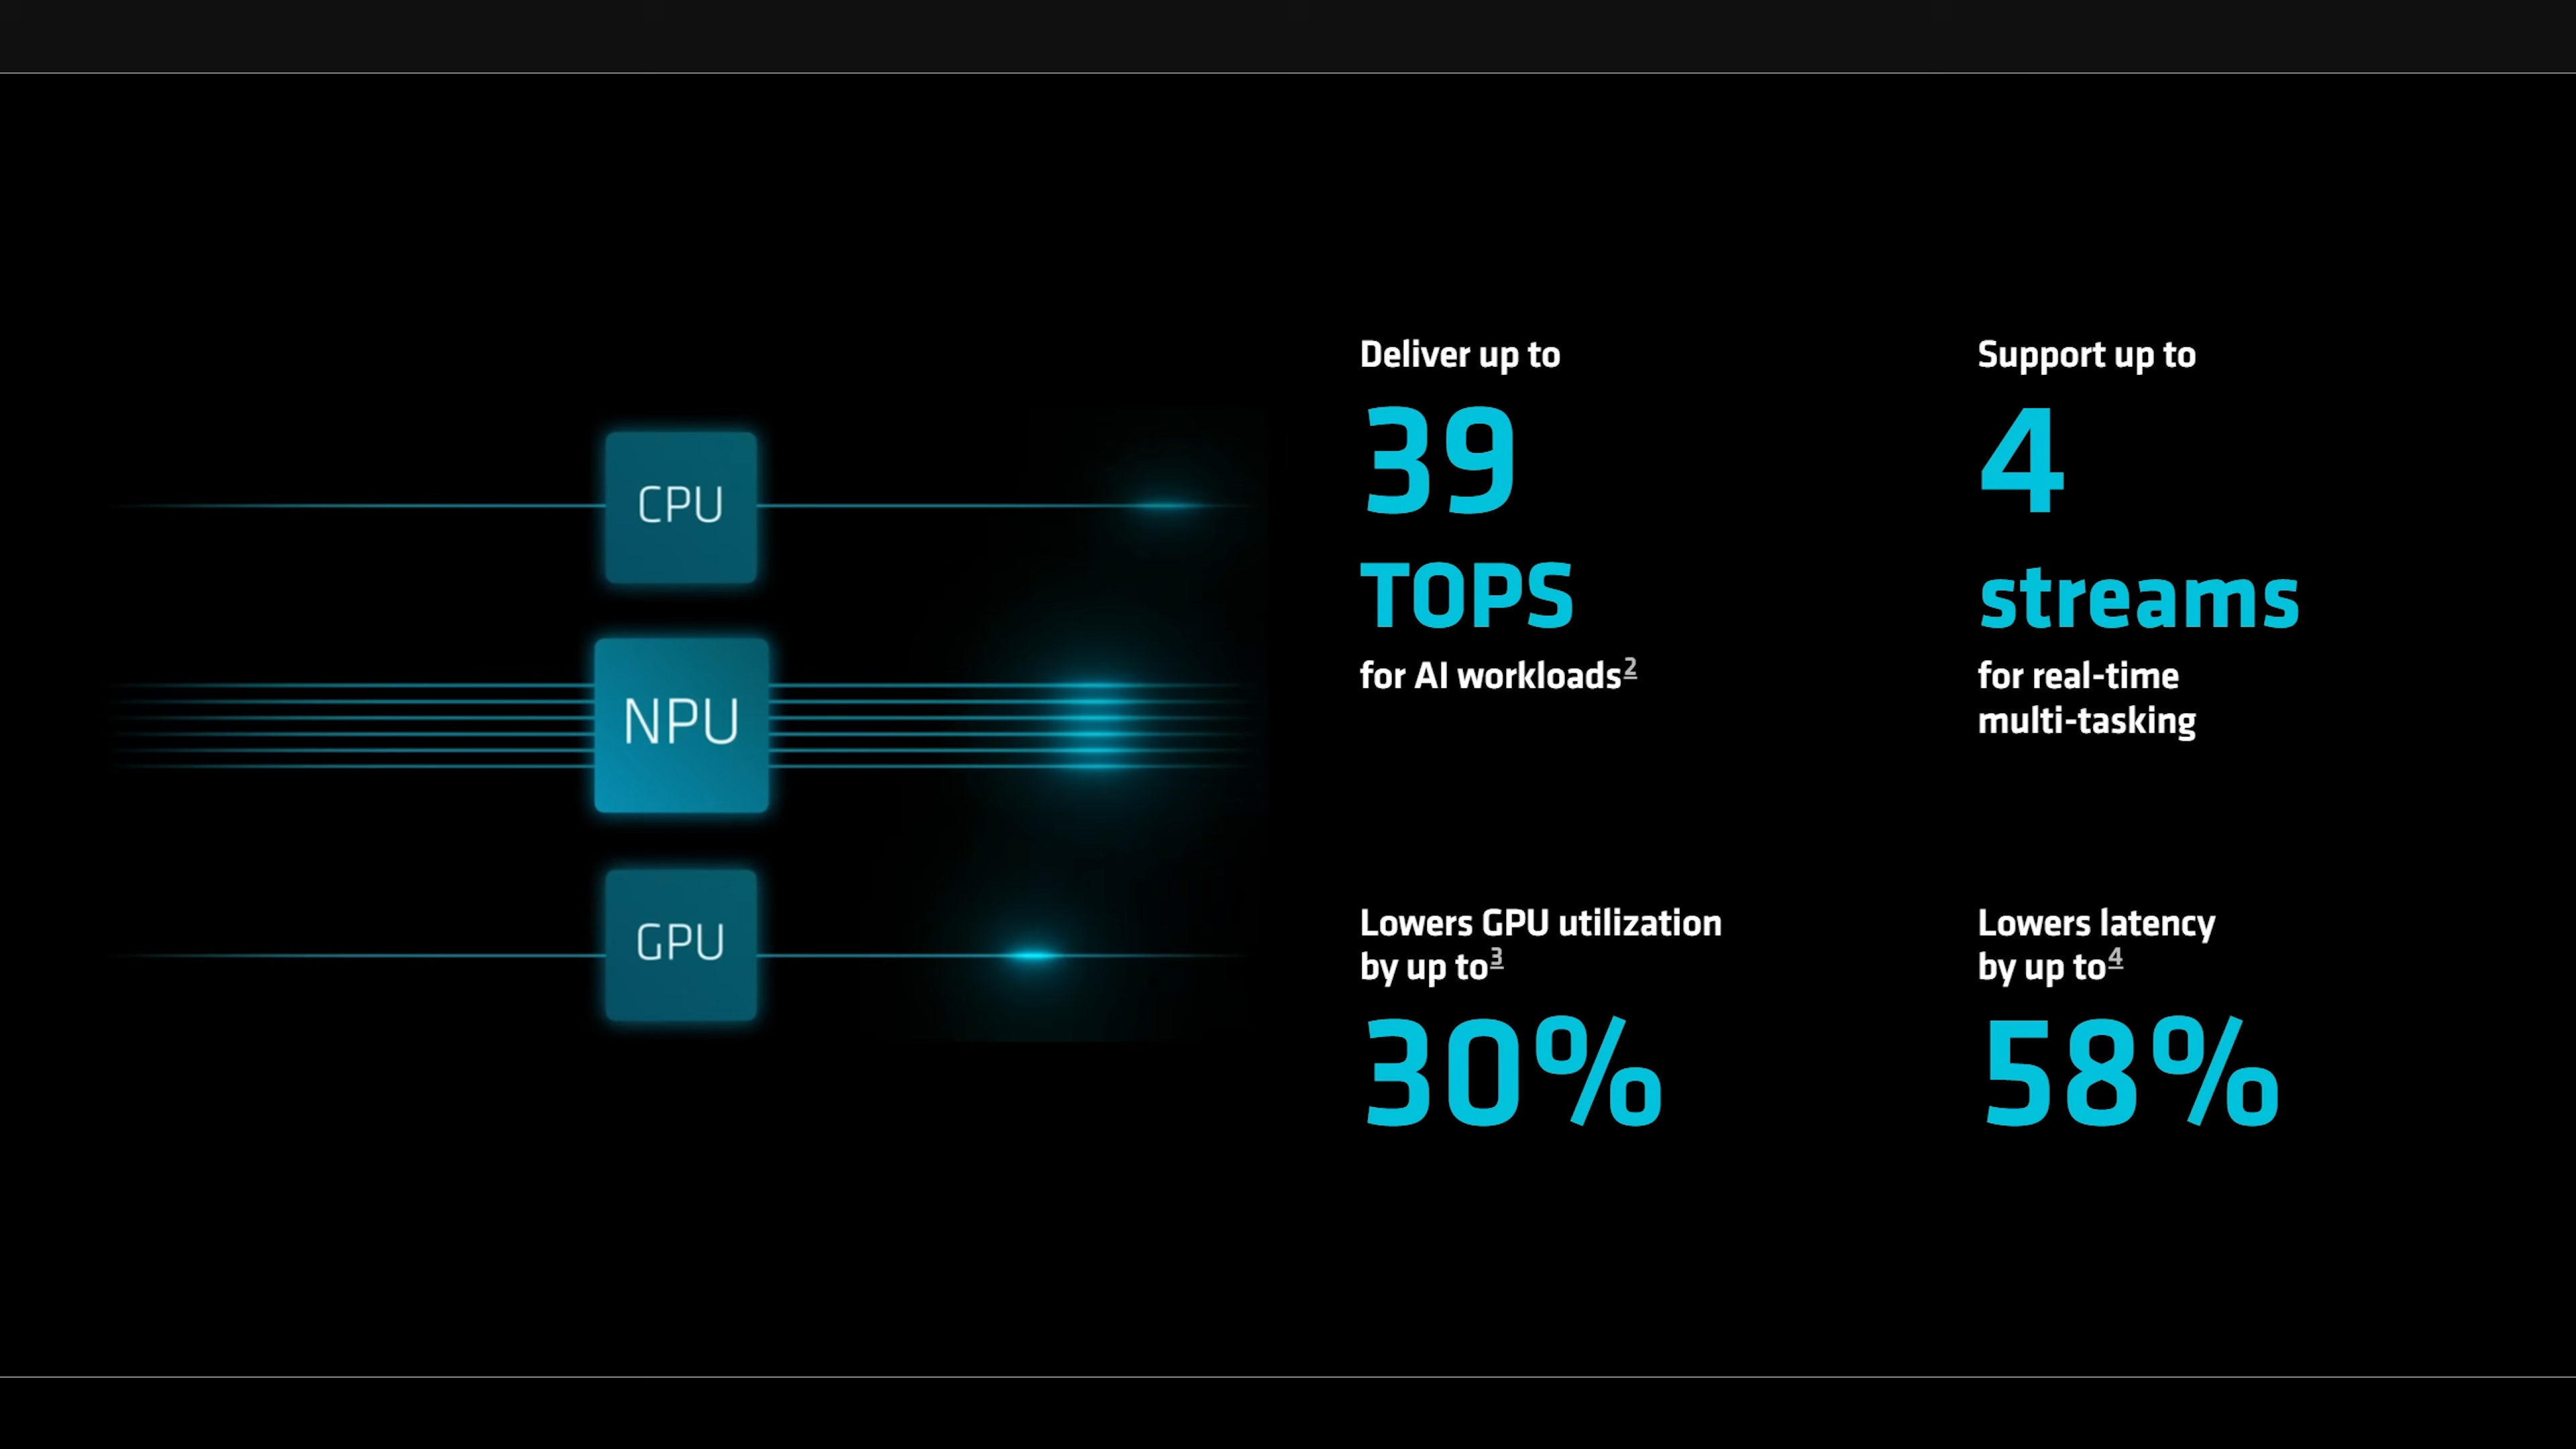 CPU
NPU
GPU
Deliver up to
39
TOPS
for AI workloads2
Support up to
4
streams
for real-time
multi-tasking
Lowers GPU utilization
by up to3
30%
Lowers latency
by up to4
58%